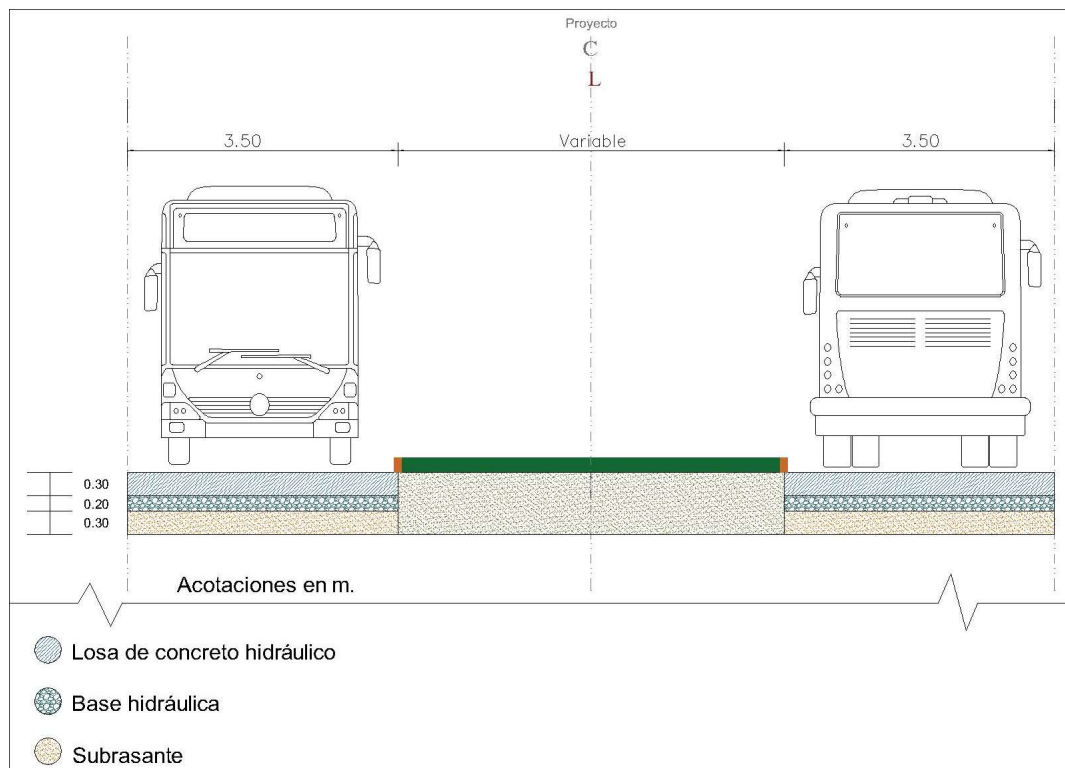 Proyecto
C
L
3.50
Variable
3.50
0.30
0.20
0.30
Acotaciones en m.
Losa de concreto hidráulico
Base hidráulica
Subrasante